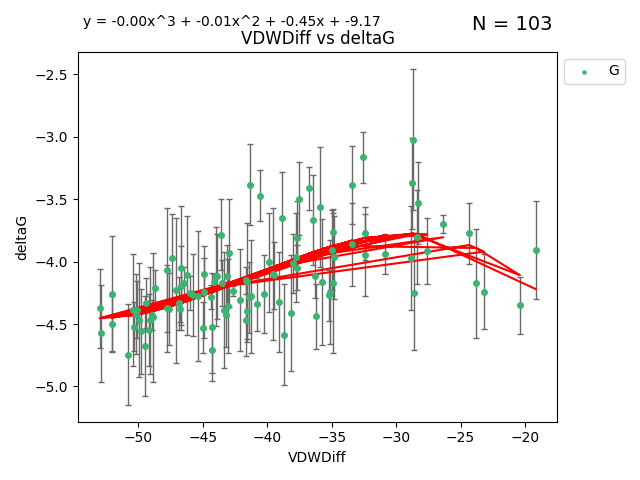 y = -0.00x^3 + -0.01x^2 + -0.45x + -9.17
N = 103
VDWDiff vs deltaG
G
deltaG
−2.5
−3.0
−3.5
−4.0
−4.5
−5.0
−50 −45 −40 −35 −30 −25 −20
VDWDiff